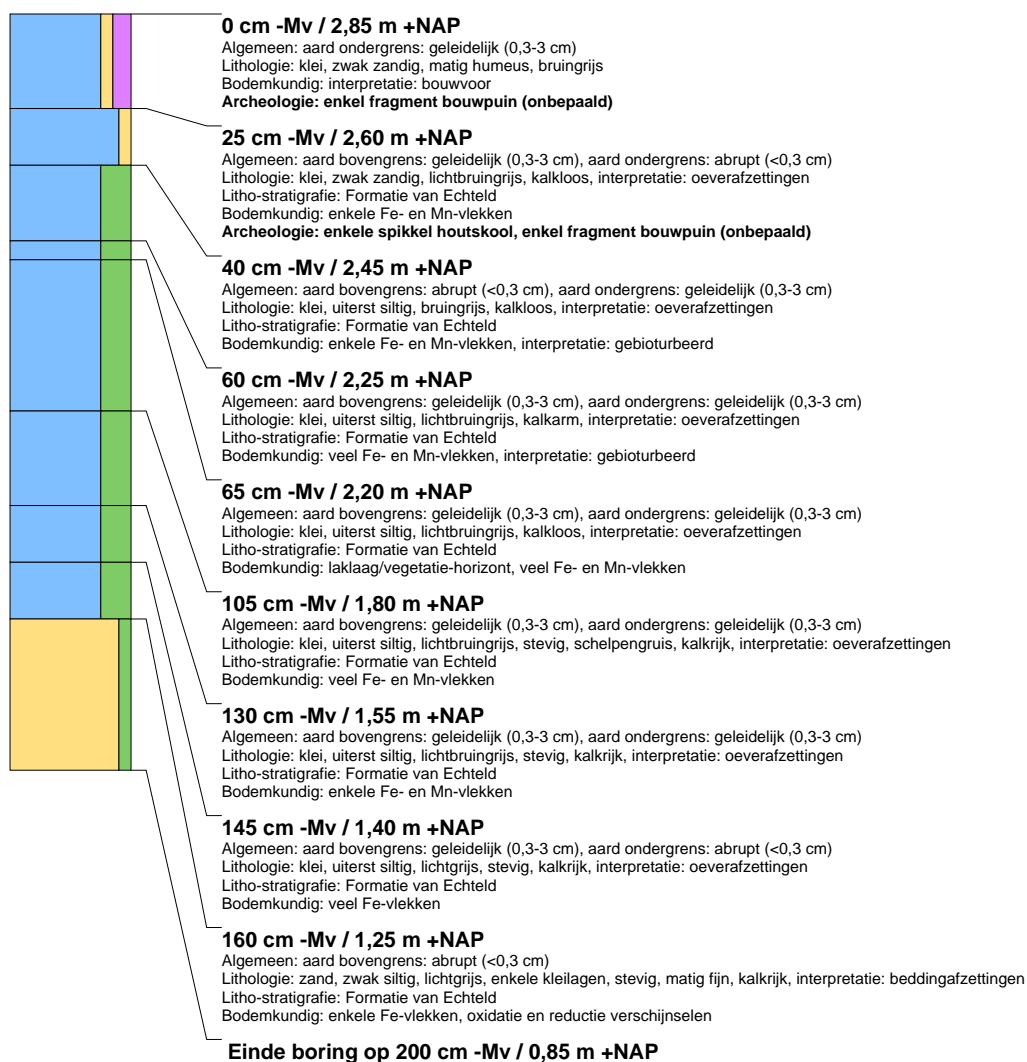 0 cm -Mv / 2,85 m +NAP
Algemeen: aard ondergrens: geleidelijk (0,3-3 cm)
Lithologie: klei, zwak zandig, matig humeus, bruingrijs
Bodemkundig: interpretatie: bouwvoor
Archeologie: enkel fragment bouwpuin (onbepaald)
25 cm -Mv / 2,60 m +NAP
Algemeen: aard bovengrens: geleidelijk (0,3-3 cm), aard ondergrens: abrupt (<0,3 cm)
Lithologie: klei, zwak zandig, lichtbruingrijs, kalkloos, interpretatie: oeverafzettingen
Litho-stratigrafie: Formatie van Echteld
Bodemkundig: enkele Fe- en Mn-vlekken
Archeologie: enkele spikkel houtskool, enkel fragment bouwpuin (onbepaald)
40 cm -Mv / 2,45 m +NAP
Algemeen: aard bovengrens: abrupt (<0,3 cm), aard ondergrens: geleidelijk (0,3-3 cm)
Lithologie: klei, uiterst siltig, bruingrijs, kalkloos, interpretatie: oeverafzettingen
Litho-stratigrafie: Formatie van Echteld
Bodemkundig: enkele Fe- en Mn-vlekken, interpretatie: gebioturbeerd
60 cm -Mv / 2,25 m +NAP
Algemeen: aard bovengrens: geleidelijk (0,3-3 cm), aard ondergrens: geleidelijk (0,3-3 cm)
Lithologie: klei, uiterst siltig, lichtbruingrijs, kalkarm, interpretatie: oeverafzettingen
Litho-stratigrafie: Formatie van Echteld
Bodemkundig: veel Fe- en Mn-vlekken, interpretatie: gebioturbeerd
65 cm -Mv / 2,20 m +NAP
Algemeen: aard bovengrens: geleidelijk (0,3-3 cm), aard ondergrens: geleidelijk (0,3-3 cm)
Lithologie: klei, uiterst siltig, lichtbruingrijs, kalkloos, interpretatie: oeverafzettingen
Litho-stratigrafie: Formatie van Echteld
Bodemkundig: laklaag/vegetatie-horizont, veel Fe- en Mn-vlekken
105 cm -Mv / 1,80 m +NAP
Algemeen: aard bovengrens: geleidelijk (0,3-3 cm), aard ondergrens: geleidelijk (0,3-3 cm)
Lithologie: klei, uiterst siltig, lichtbruingrijs, stevig, schelpengruis, kalkrijk, interpretatie: oeverafzettingen
Litho-stratigrafie: Formatie van Echteld
Bodemkundig: veel Fe- en Mn-vlekken
130 cm -Mv / 1,55 m +NAP
Algemeen: aard bovengrens: geleidelijk (0,3-3 cm), aard ondergrens: geleidelijk (0,3-3 cm)
Lithologie: klei, uiterst siltig, lichtbruingrijs, stevig, kalkrijk, interpretatie: oeverafzettingen
Litho-stratigrafie: Formatie van Echteld
Bodemkundig: enkele Fe- en Mn-vlekken
145 cm -Mv / 1,40 m +NAP
Algemeen: aard bovengrens: geleidelijk (0,3-3 cm), aard ondergrens: abrupt (<0,3 cm)
Lithologie: klei, uiterst siltig, lichtgrijs, stevig, kalkrijk, interpretatie: oeverafzettingen
Litho-stratigrafie: Formatie van Echteld
Bodemkundig: veel Fe-vlekken
160 cm -Mv / 1,25 m +NAP
Algemeen: aard bovengrens: abrupt (<0,3 cm)
Lithologie: zand, zwak siltig, lichtgrijs, enkele kleilagen, stevig, matig fijn, kalkrijk, interpretatie: beddingafzettingen
Litho-stratigrafie: Formatie van Echteld
Bodemkundig: enkele Fe-vlekken, oxidatie en reductie verschijnselen
Einde boring op 200 cm -Mv / 0,85 m +NAP